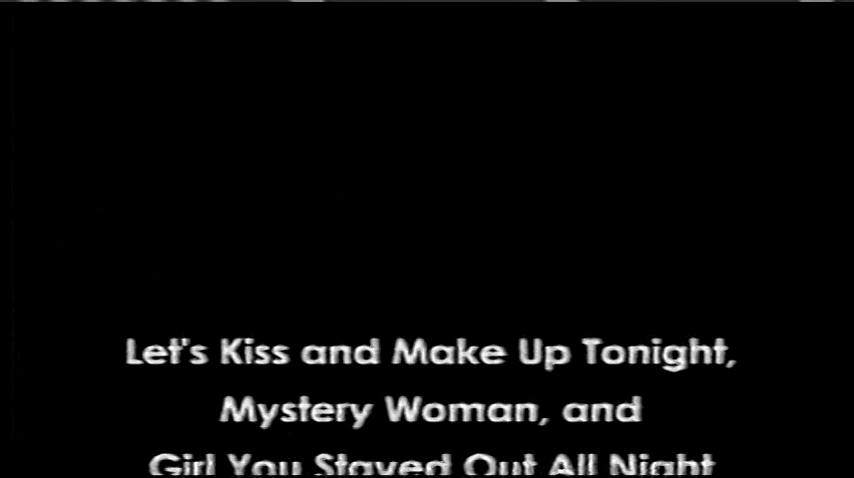 Let's Kiss and Make Up Tonight,
Mystery Woman, and
Girl You Stayed Out All Night